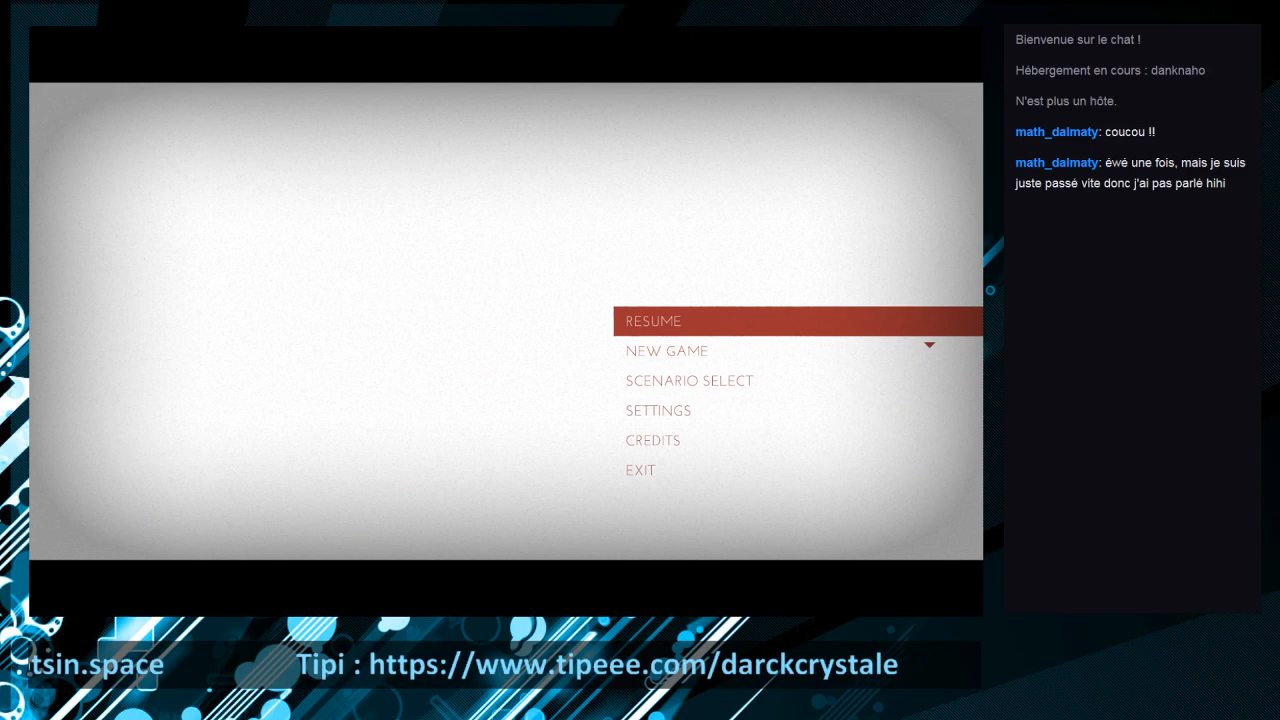 RESUME
NEW GAME
SCENARIO SELECT
SETTINGS
CREDITS
EXIT
Bienvenue sur le chat !
Hébergement en cours : danknaho
N'est plus un hôte.
math_dalmaty: coucou !!
math_dalmaty: éwé une fois, mais je suis
juste passé vite donc j'ai pas parlé hihi
tsin.space Tipi : https://www.tipeee.com/darckcrystale